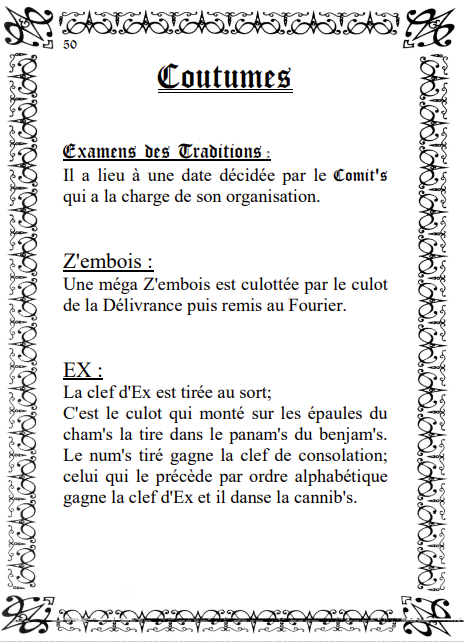 50
Coutumes
Examens des Traditions :
Il a lieu à une date décidée par le Comit's
qui a la charge de son organisation.
Z'embois :
Une méga Z'embois est culottée par le culot
de la Délivrance puis remis au Fourier.
EX :
La clef d'Ex est tirée au sort;
C'est le culot qui monté sur les épaules du
cham's la tire dans le panam's du benjam's.
Le num's tiré gagne la clef de consolation;
celui qui le précède par ordre alphabétique
gagne la clef d'Ex et il danse la cannib's.